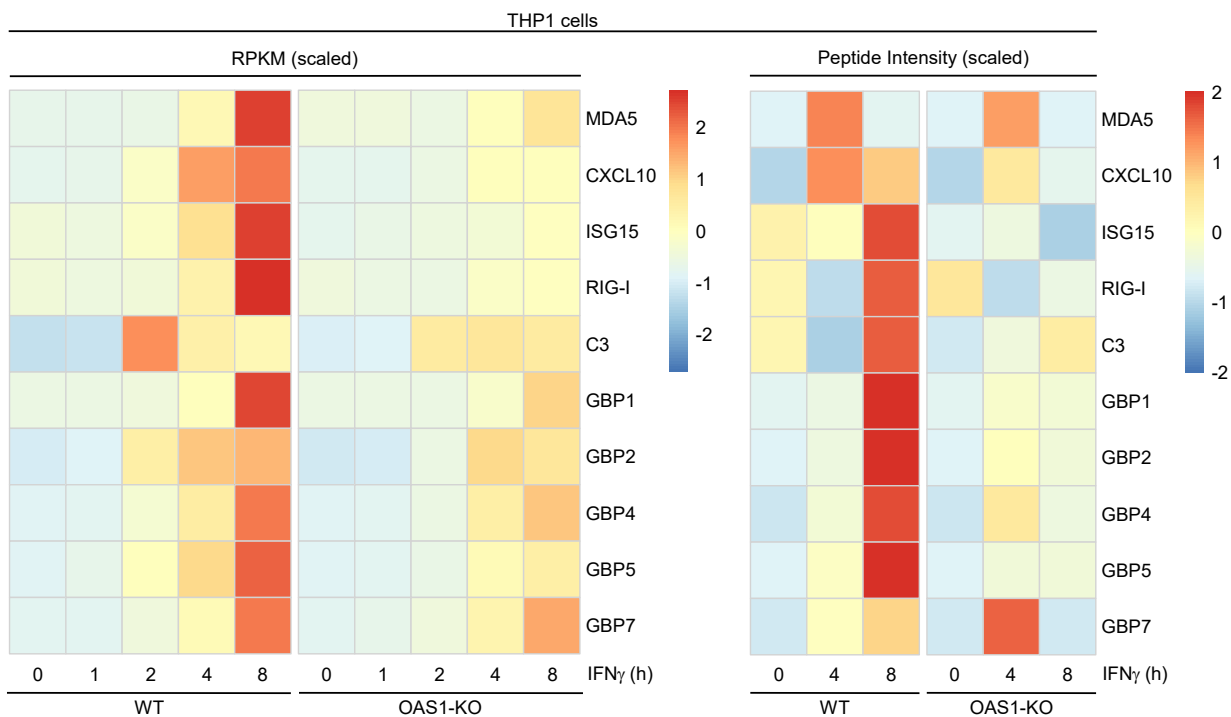 THP1 cells
RPKM (scaled)
Peptide Intensity (scaled)
MDA5
CXCL10
ISG15
RIG-I
C3
GBP1
GBP2
GBP4
GBP5
GBP7
2
1
0
-1
-2
MDA5
CXCL10
ISG15
RIG-I
C3
GBP1
GBP2
GBP4
GBP5
GBP7
2
1
0
-1
-2
0 1 2 4 8 0 1 2 4 8 IFNγ (h) 0 4 8 0 4 8 IFNγ (h)
WT OAS1-KO WT OAS1-KO